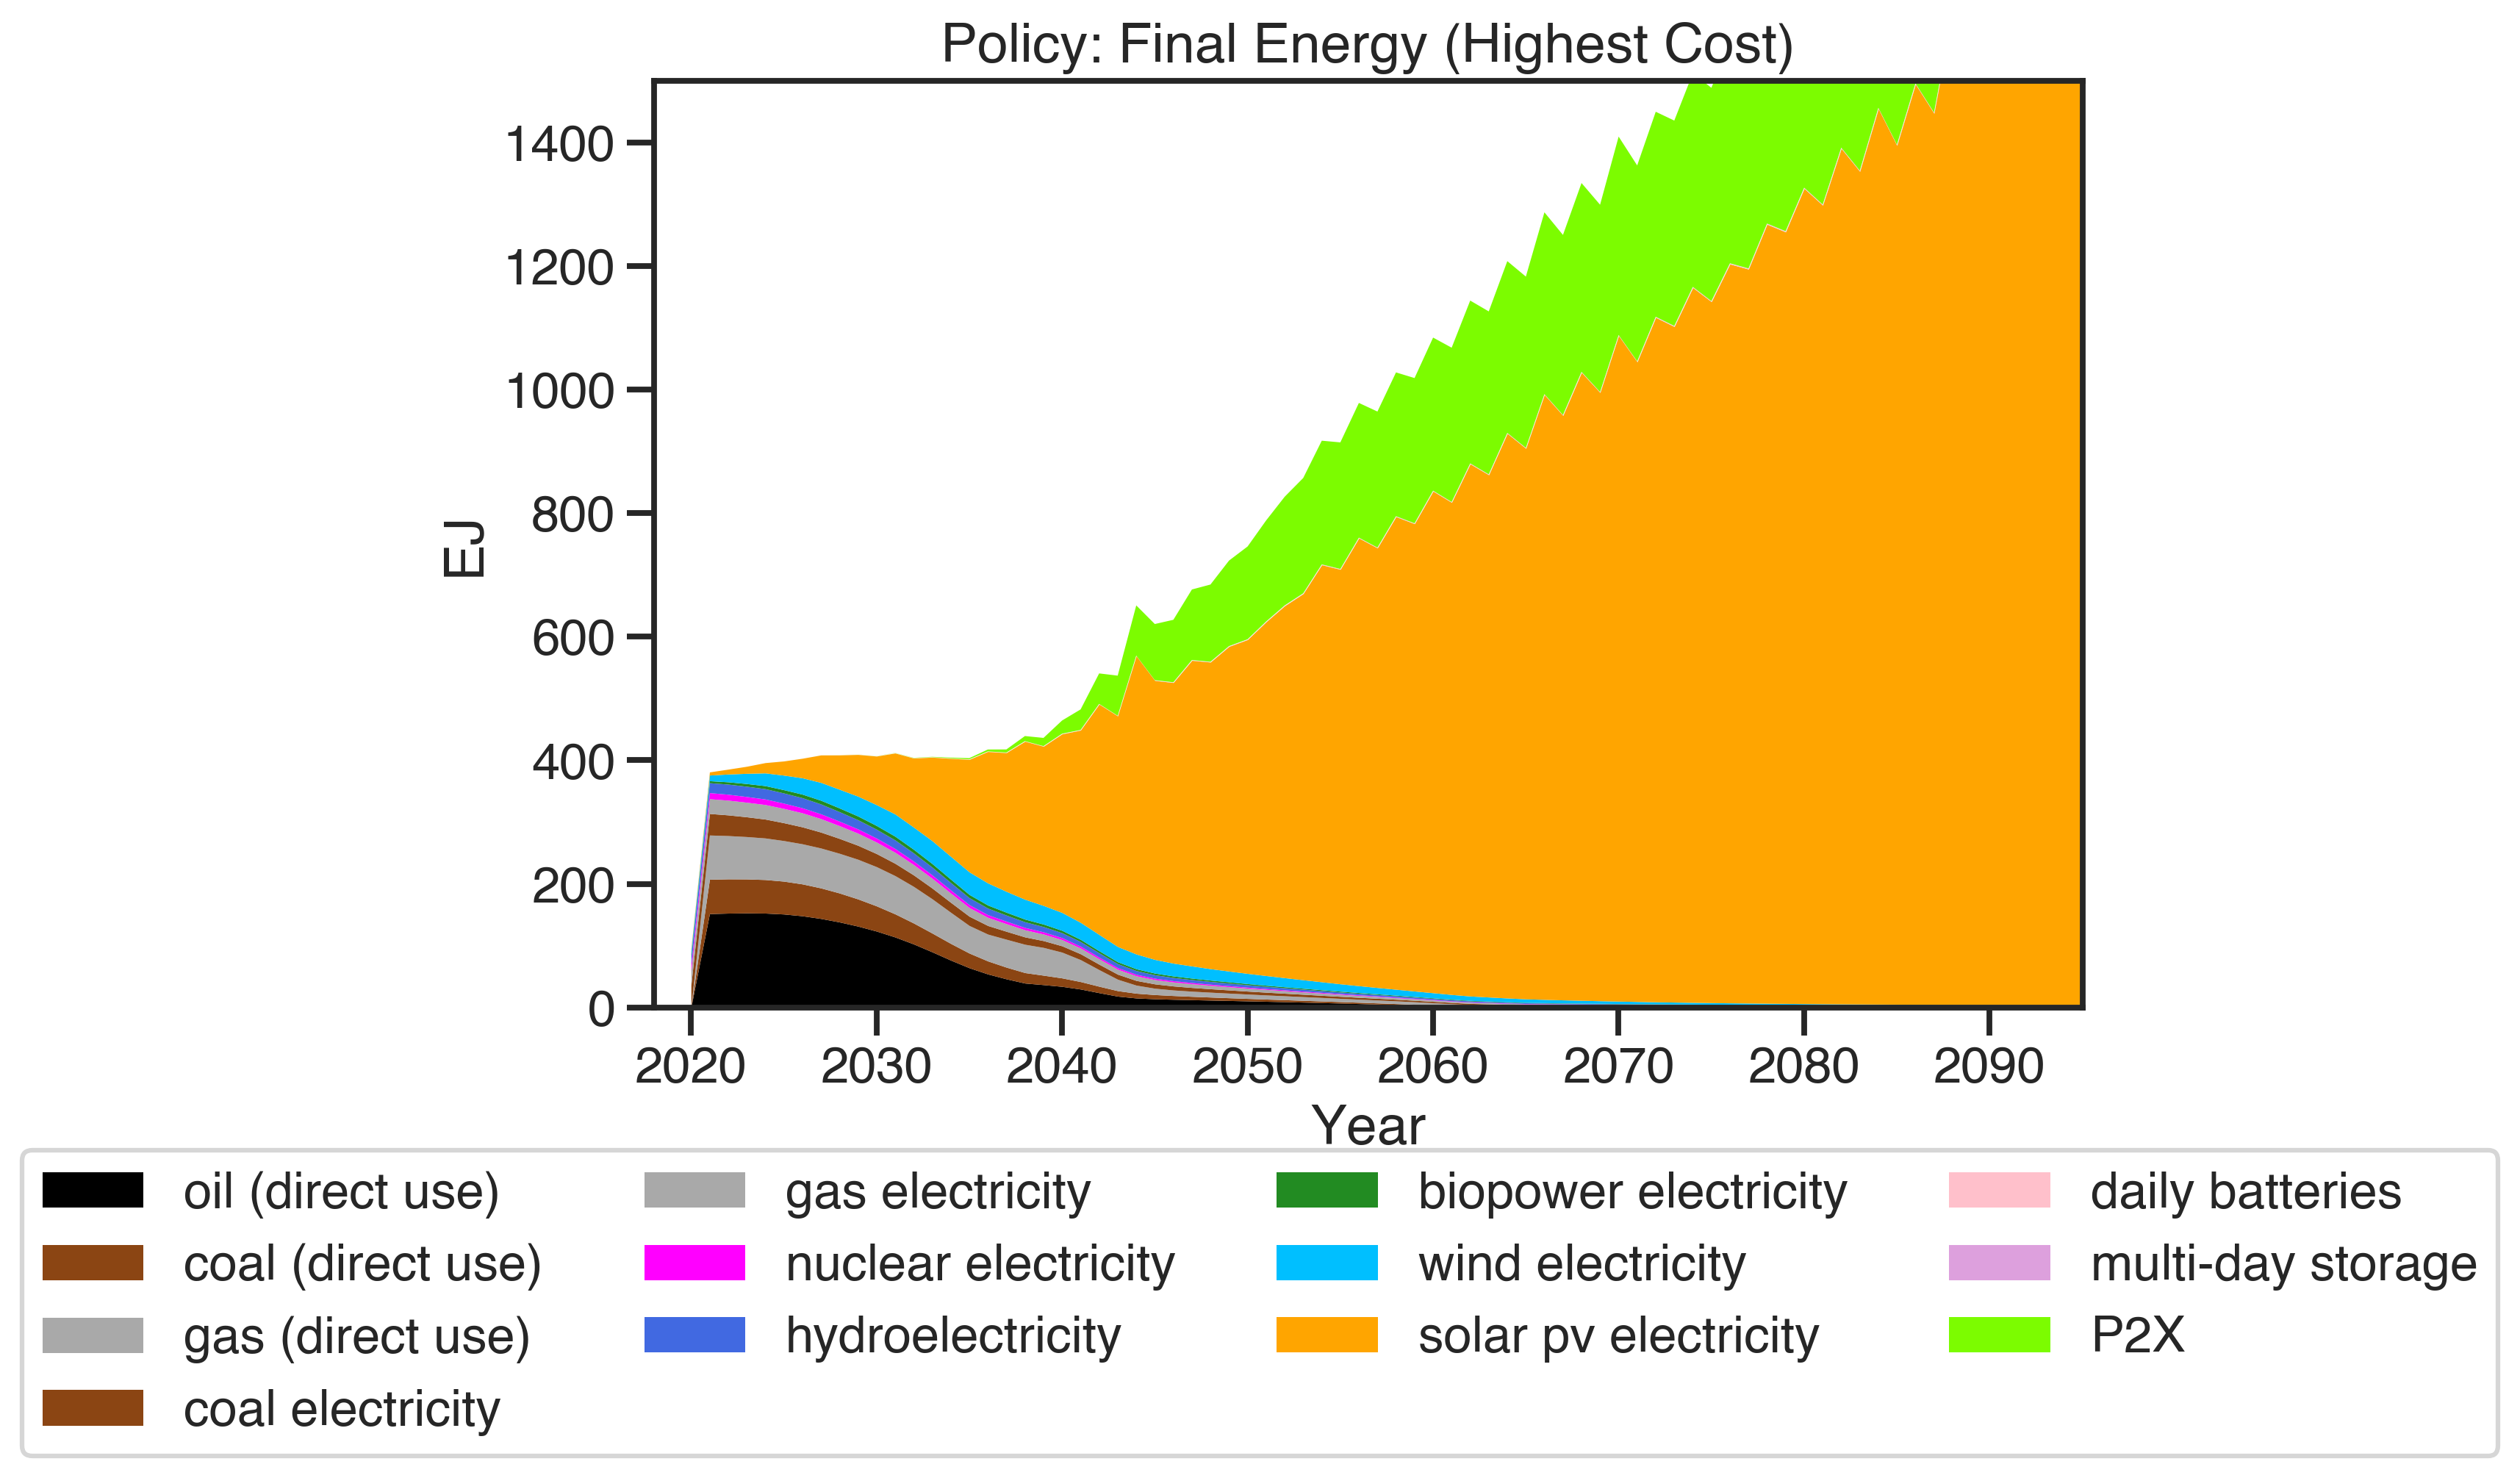 Policy: Final Energy (Highest Cost)
1400
1200
1000
800
600
400
200
0
EJ
2020 2030 2040 2050 2060 2070 2080 2090
Year
oil (direct use)
coal (direct use)
gas (direct use)
coal electricity
gas electricity
nuclear electricity
hydroelectricity
biopower electricity
wind electricity
solar pv electricity
daily batteries
multi-day storage
P2X